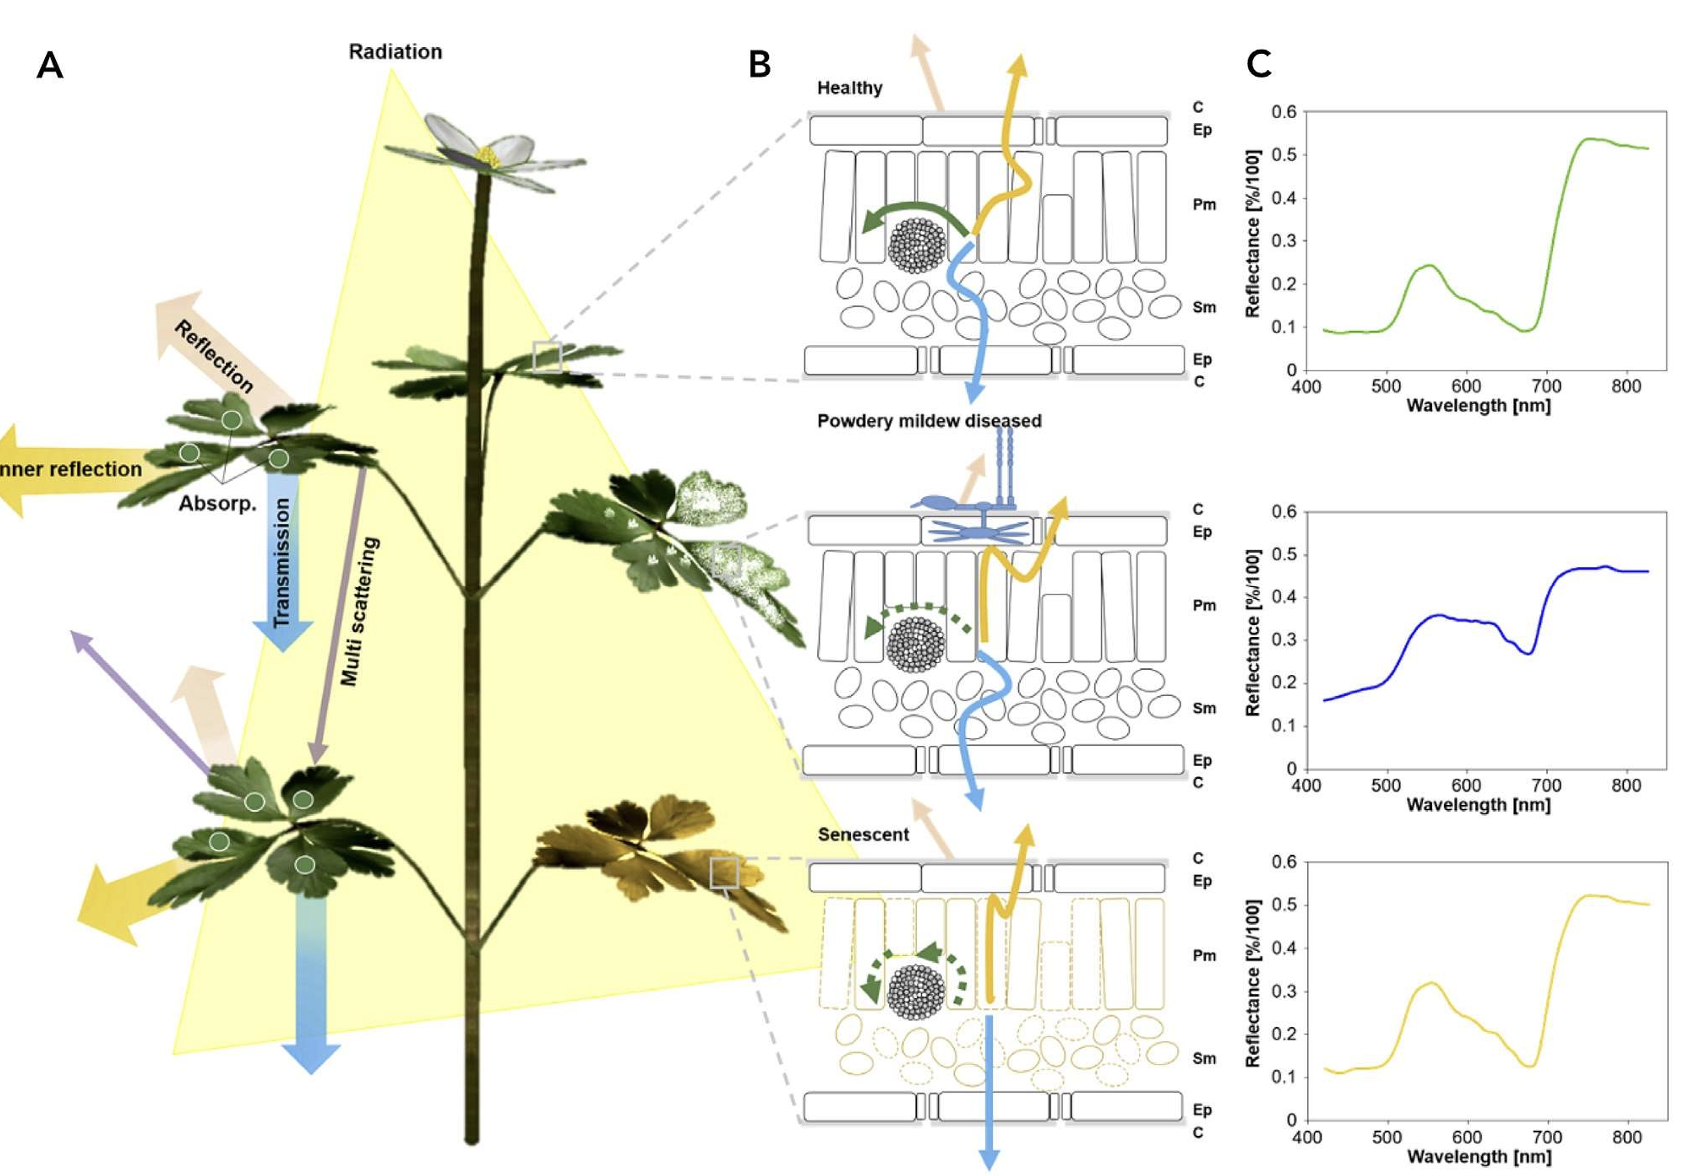 A
Radiation
Reflection
nner reflection
Absorp.
Transmission
Multi scattering
B
Healthy
C
Ep
Pm
Sm
Ep
C
Powdery mildew diseased
C
Ep
Pm
Sm
Ep
C
Senescent
C
Ep
Pm
Sm
Ep
C
C
Reflectance [%/100]
0.6
0.5
0.4
0.3
0.2
0.1
0
400 500 600 700 800
Wavelength [nm]
Reflectance [%/100]
0.6
0.5
0.4
0.3
0.2
0.1
0
400 500 600 700 800
Wavelength [nm]
Reflectance [%/100]
0.6
0.5
0.4
0.3
0.2
0.1
0
400 500 600 700 800
Wavelength [nm]